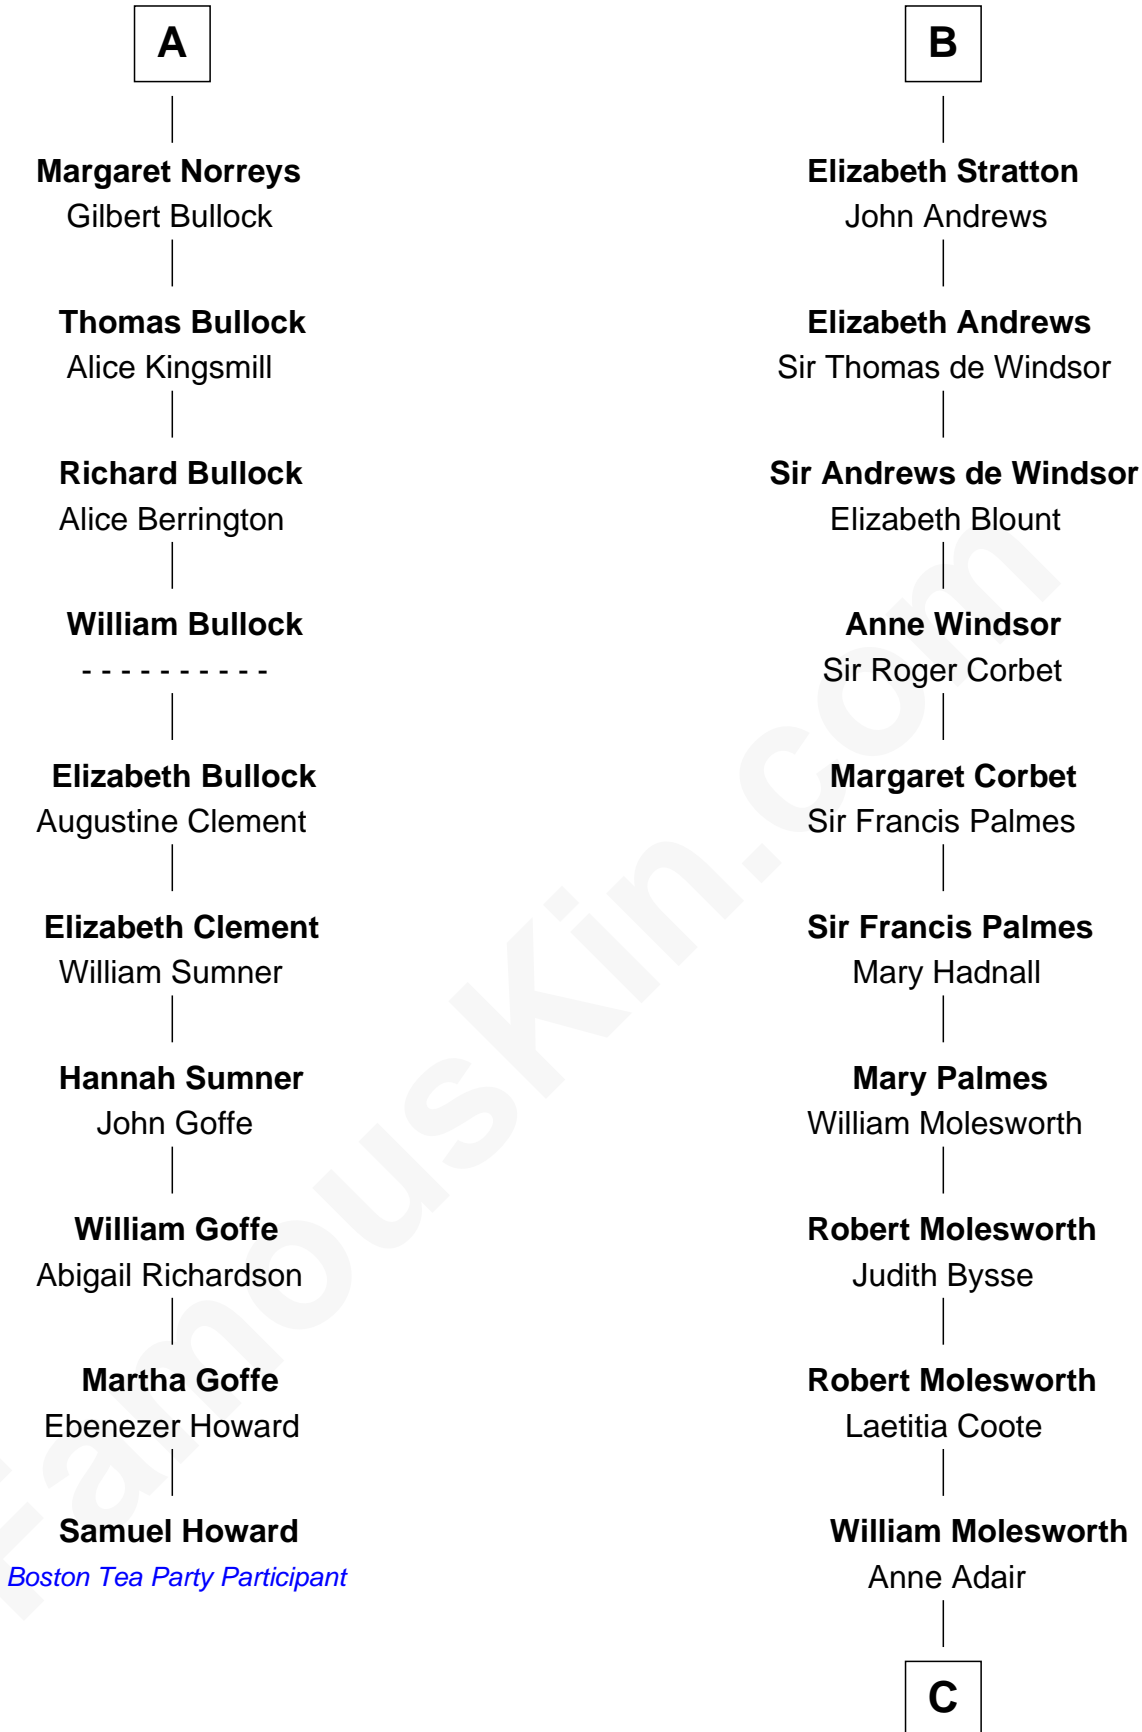 A
Margaret Norreys
Gilbert Bullock
Thomas Bullock
Alice Kingsmill
Richard Bullock
Alice Berrington
William Bullock
- - - - - - - - - -
Elizabeth Bullock
Augustine Clement
Elizabeth Clement
William Sumner
Hannah Sumner
John Goffe
William Goffe
Abigail Richardson
Martha Goffe
Ebenezer Howard
Samuel Howard
Boston Tea Party Participant
B
Elizabeth Stratton
John Andrews
Elizabeth Andrews
Sir Thomas de Windsor
Sir Andrews de Windsor
Elizabeth Blount
Anne Windsor
Sir Roger Corbet
Margaret Corbet
Sir Francis Palmes
Sir Francis Palmes
Mary Hadnall
Mary Palmes
William Molesworth
Robert Molesworth
Judith Bysse
Robert Molesworth
Laetitia Coote
William Molesworth
Anne Adair
C
FamousKin.com